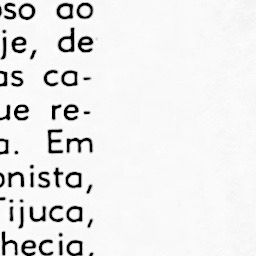 oso ao
je, de
as ca-
ue re-
a. Em
onista,
Tijuca,
hecia,